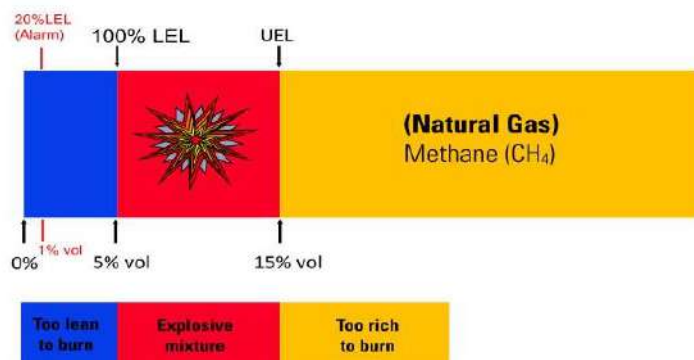 20%LEL
(Alarm)
100% LEL
UEL
(Natural Gas)
Methane (CH₄)
0%
1% vol
5% vol
15% vol
Too lean
to burn
Explosive
mixture
Too rich
to burn